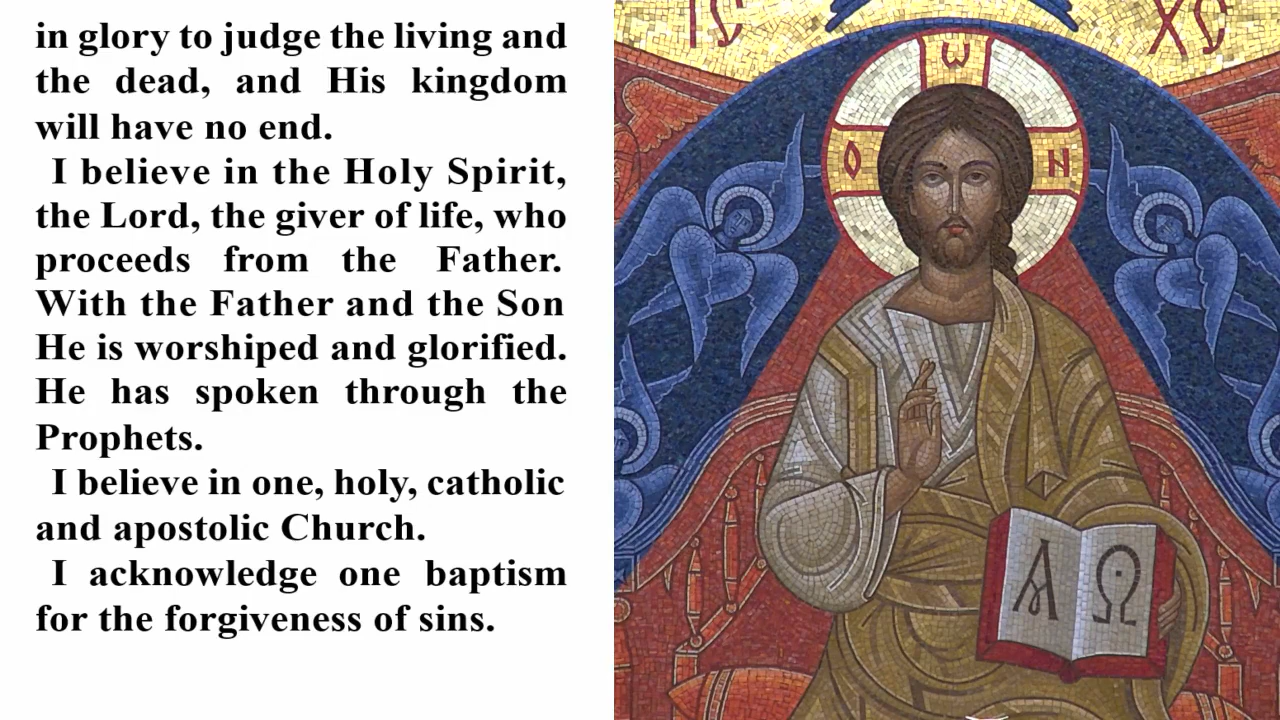 in glory to judge the living and
the dead, and His kingdom
will have no end.
I believe in the Holy Spirit,
the Lord, the giver of life, who
proceeds from the Father.
With the Father and the Son
He is worshiped and glorified.
He has spoken through the
Prophets.
I believe in one, holy, catholic
and apostolic Church.
I acknowledge one baptism
for the forgiveness of sins.
ІС ХС
ω
О Н
Α Ω